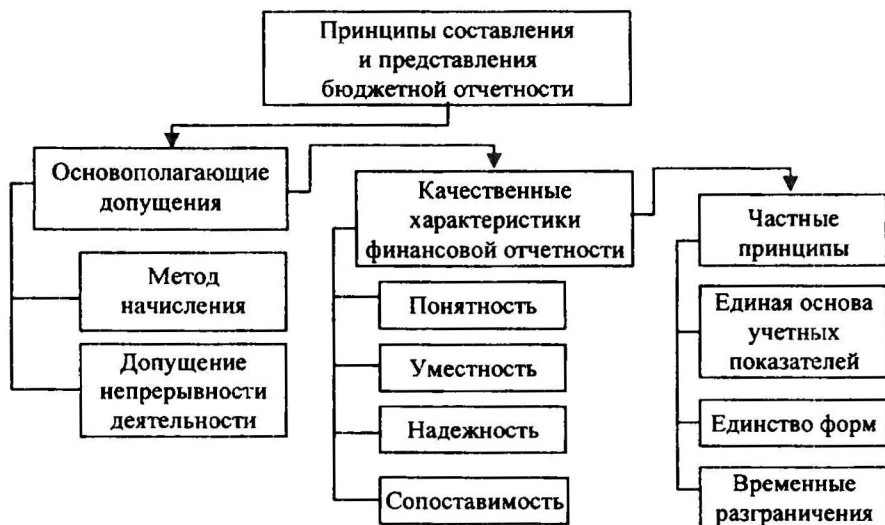 Принципы составления
и представления
бюджетной отчетности
Основополагающие
допущения
Метод
начисления
Допущение
непрерывности
деятельности
Качественные
характеристики
финансовой отчетности
Понятность
Уместность
Надежность
Сопоставимость
Частные
принципы
Единая основа
учетных
показателей
Единство форм
Временные
разграничения